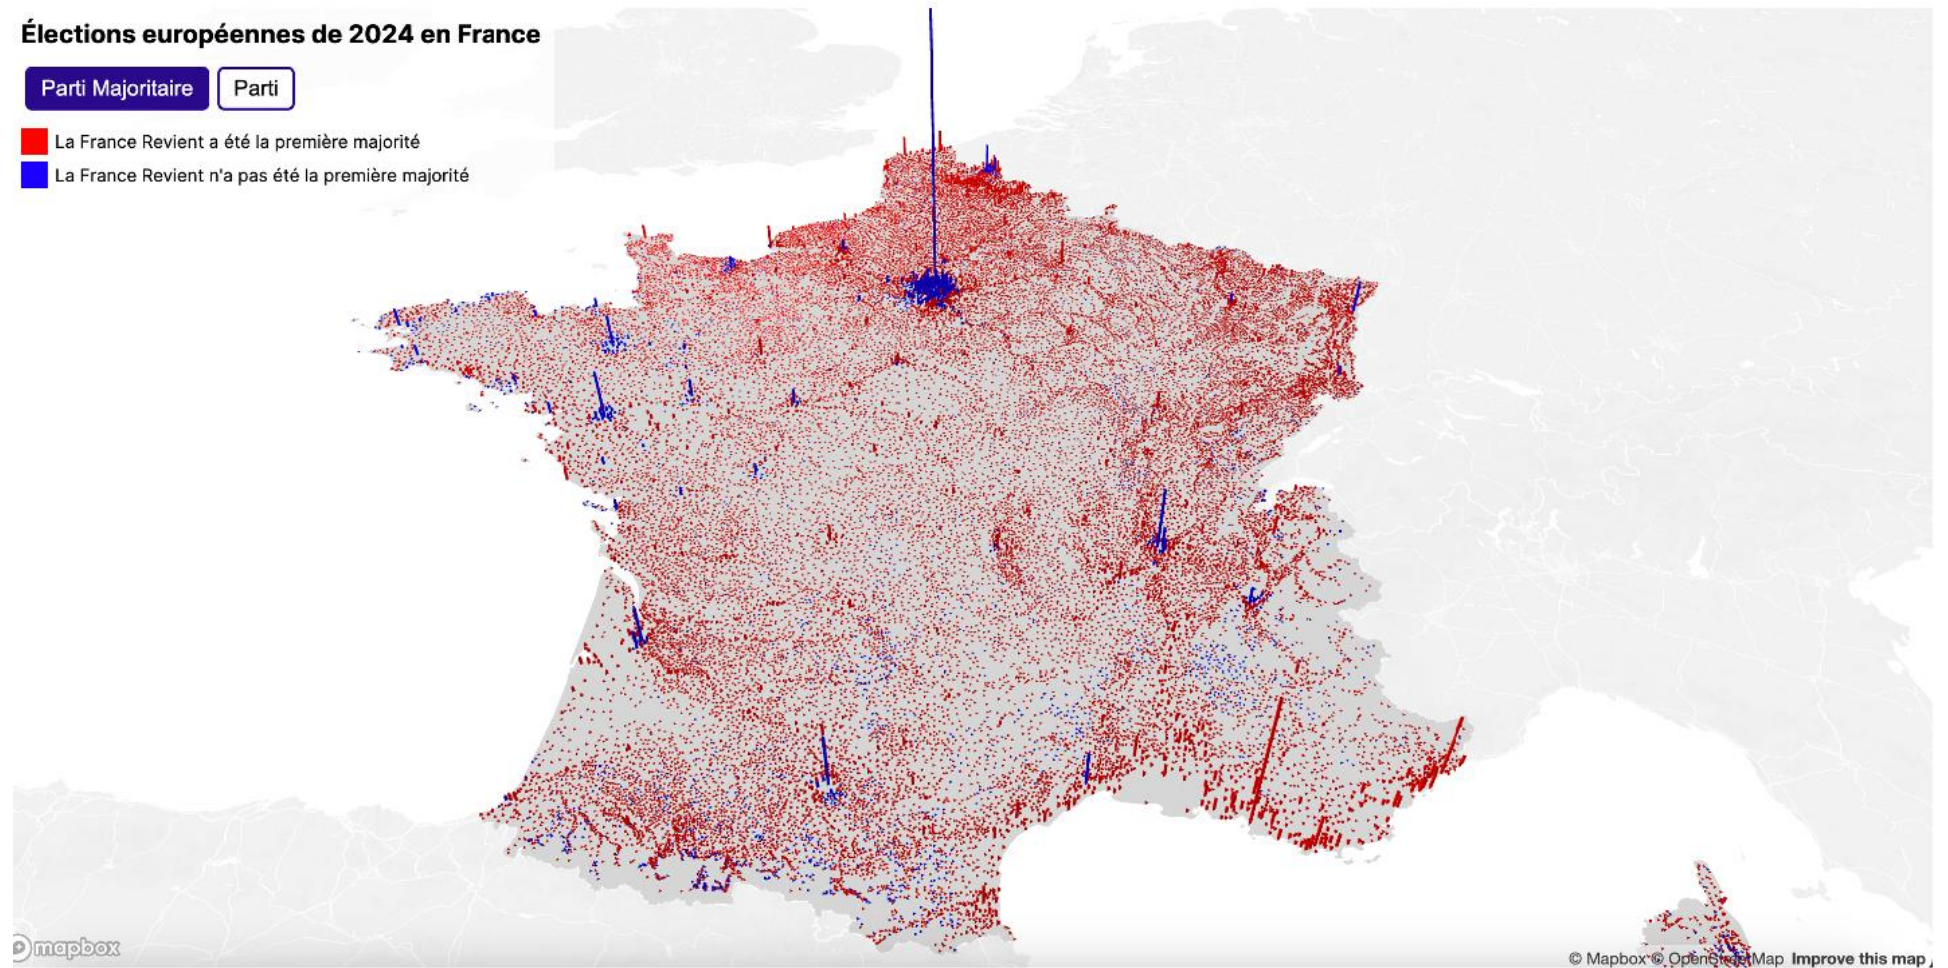 Élections européennes de 2024 en France
Parti Majoritaire Parti
La France Revient a été la première majorité
La France Revient n'a pas été la première majorité
mapbox
© Mapbox © OpenStreetMap Improve this map